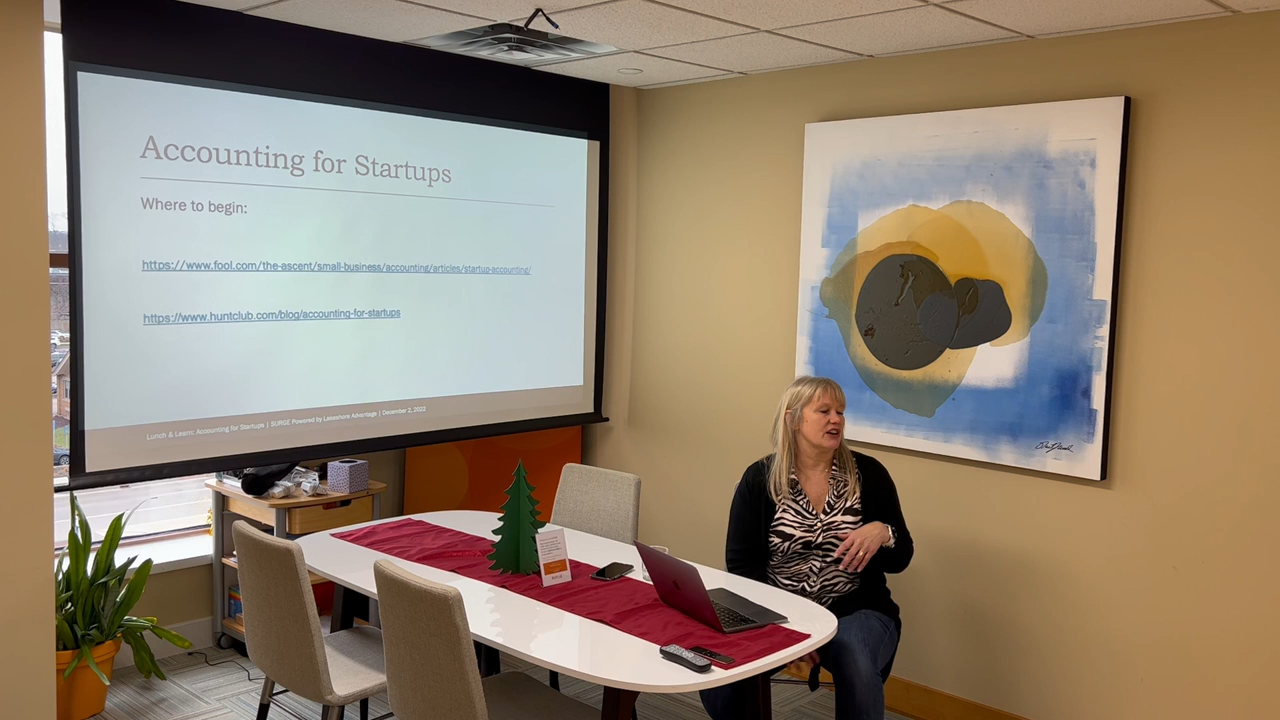 Accounting for Startups
Where to begin:
https://www.fool.com/the-ascent/small-business/accounting/articles/startup-accounting/
https://www.huntclub.com/blog/accounting-for-startups
Lunch & Learn: Accounting for Startups | SURGE Powered by Lakeshore Advantage | December 2, 2022